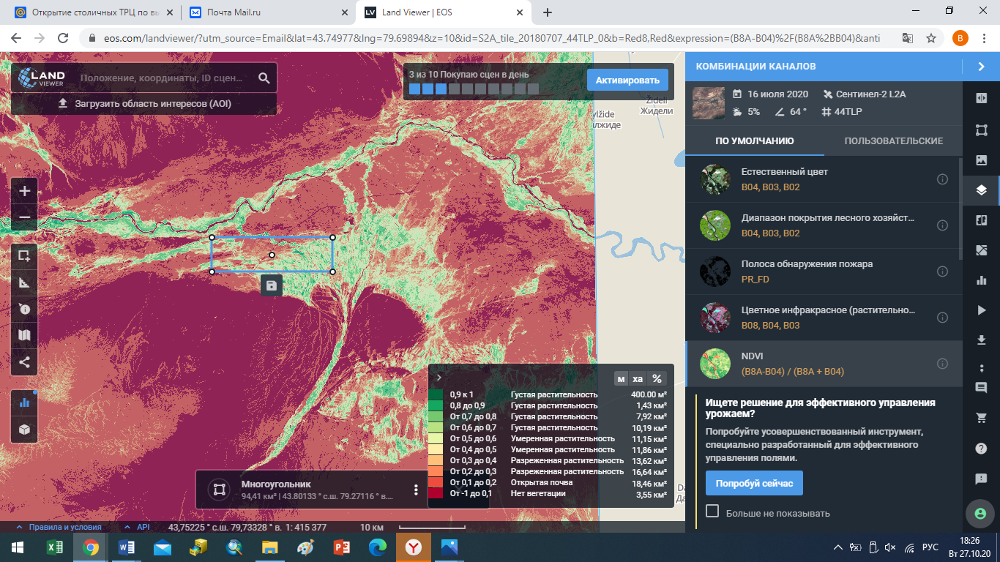 Открытие столичных ТРЦ по вы
Почта Mail.ru
Land Viewer | EOS
eos.com/landviewer/?utm_source=Email&lat=43.74977&lng=79.69894&z=10&id=S2A_tile_20180707_44TLP_0&b=Red8,Red&expression=(B8A-B04)%2F(B8A%2BB04)&anti
B
LAND
VIEWER
Положение, координаты, ID сцен...
Загрузить область интересов (AOI)
3 из 10 Покупаю сцен в день
Активировать
Žideli
Жидели
ylžide
лжиде
КОМБИНАЦИИ КАНАЛОВ
16 июля 2020
Сентинел-2 L2A
5%
64 °
44TLP
ПО УМОЛЧАНИЮ
ПОЛЬЗОВАТЕЛЬСКИЕ
Естественный цвет
B04, B03, B02
Диапазон покрытия лесного хозяйст...
B04, B03, B02
Полоса обнаружения пожара
PR_FD
Цветное инфракрасное (растительно...
B08, B04, B03
NDVI
(B8A-B04) / (B8A + B04)
Ищете решение для эффективного управления
урожаем?
Попробуйте усовершенствованный инструмент,
специально разработанный для эффективного
управления полями.
Попробуй сейчас
Больше не показывать
м ха %
0,9 к 1 Густая растительность 400.00 м²
0,8 до 0,9 Густая растительность 1,43 км²
От 0,7 до 0,8 Густая растительность 7,92 км²
От 0,6 до 0,7 Густая растительность 10,19 км²
От 0,5 до 0,6 Умеренная растительность 11,15 км²
От 0,4 до 0,5 Умеренная растительность 11,86 км²
От 0,3 до 0,4 Разреженная растительность 13,62 км²
От 0,2 до 0,3 Разреженная растительность 16,64 км²
От 0,1 до 0,2 Открытая почва 18,46 км²
От -1 до 0,1 Нет вегетации 3,55 км²
Многоугольник
94,41 км² | 43.80133 ° с.ш. 79.27116 ° в....
Da
Да
Правила и условия
API
43,75225 ° с.ш. 79,73328 ° в. 1: 415 377
10 км
РУС
18:26
Вт 27.10.20